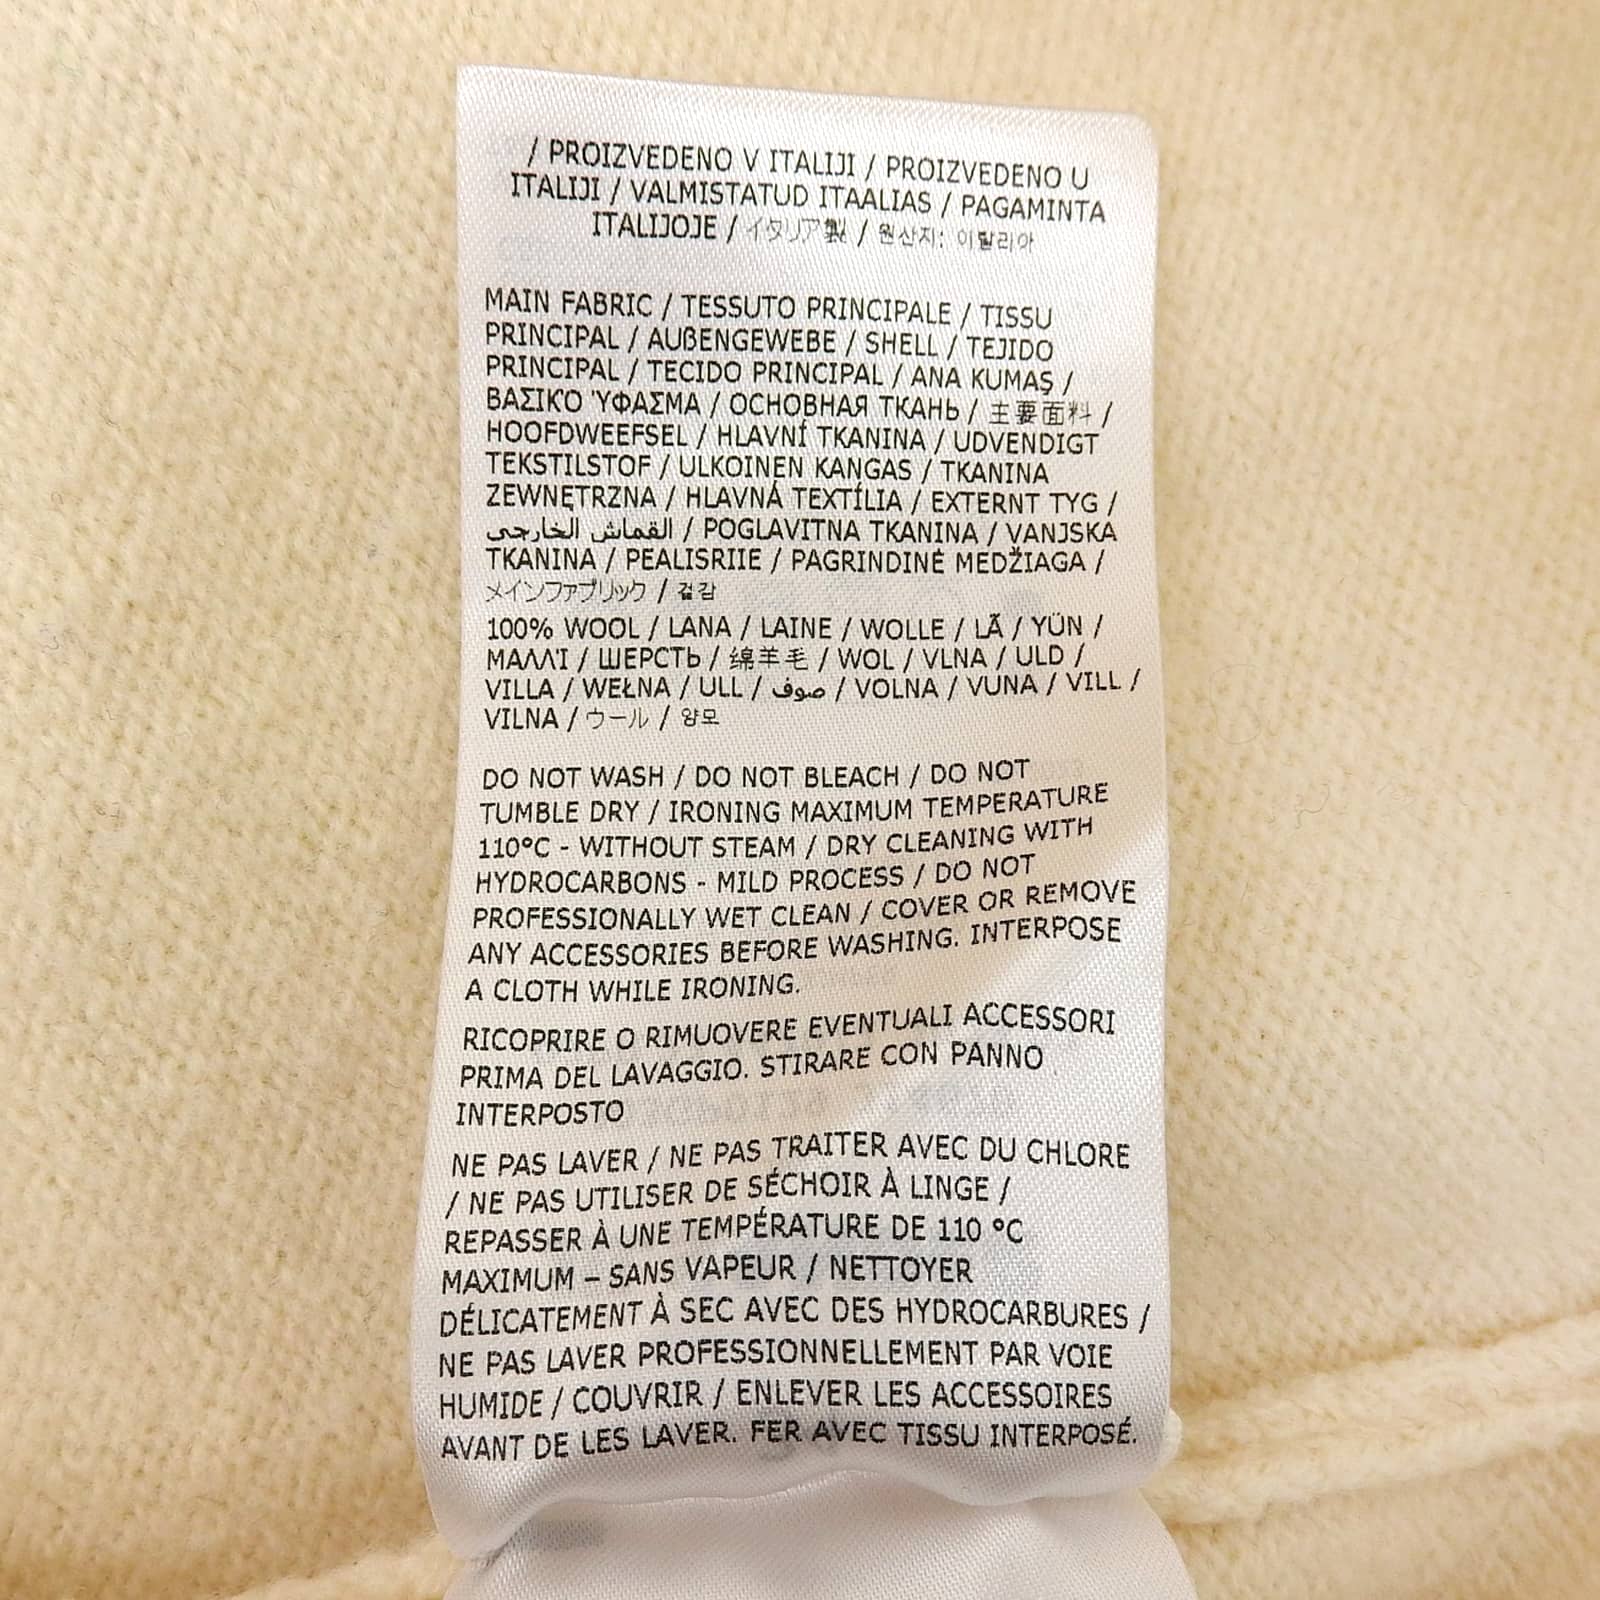 / PROIZVEDENO V ITALIJI / PROIZVEDENO U
ITALIJI / VALMISTATUD ITAALIAS / PAGAMINTA
ITALIJOJE / イタリア製 / 원산지: 이탈리아
MAIN FABRIC / TESSUTO PRINCIPALE / TISSU
PRINCIPAL / AUßENGEWEBE / SHELL / TEJIDO
PRINCIPAL / TECIDO PRINCIPAL / ANA KUMAŞ /
ΒΑΣΙΚΌ ΎΦΑΣΜΑ / ОСНОВНАЯ ТКАНЬ / 主要面料 /
HOOFDWEEFSEL / HLAVNÍ TKANINA / UDVENDIGT
TEKSTILSTOF / ULKOINEN KANGAS / TKANINA
ZEWNĘTRZNA / HLAVNÁ TEXTÍLIA / EXTERNT TYG /
القماش الخارجى / POGLAVITNA TKANINA / VANJSKA
TKANINA / PEALISRIIE / PAGRINDINĖ MEDŽIAGA /
メインファブリック / 겉감
100% WOOL / LANA / LAINE / WOLLE / LÃ / YÜN /
ΜΑΛΛΊ / ШЕРСТЬ / 绵羊毛 / WOL / VLNA / ULD /
VILLA / WEŁNA / ULL / صوف / VOLNA / VUNA / VILL /
VILNA / ウール / 양모
DO NOT WASH / DO NOT BLEACH / DO NOT
TUMBLE DRY / IRONING MAXIMUM TEMPERATURE
110°C - WITHOUT STEAM / DRY CLEANING WITH
HYDROCARBONS - MILD PROCESS / DO NOT
PROFESSIONALLY WET CLEAN / COVER OR REMOVE
ANY ACCESSORIES BEFORE WASHING. INTERPOSE
A CLOTH WHILE IRONING.
RICOPRIRE O RIMUOVERE EVENTUALI ACCESSORI
PRIMA DEL LAVAGGIO. STIRARE CON PANNO
INTERPOSTO
NE PAS LAVER / NE PAS TRAITER AVEC DU CHLORE
/ NE PAS UTILISER DE SÉCHOIR À LINGE /
REPASSER À UNE TEMPÉRATURE DE 110 °C
MAXIMUM – SANS VAPEUR / NETTOYER
DÉLICATEMENT À SEC AVEC DES HYDROCARBURES /
NE PAS LAVER PROFESSIONNELLEMENT PAR VOIE
HUMIDE / COUVRIR / ENLEVER LES ACCESSOIRES
AVANT DE LES LAVER. FER AVEC TISSU INTERPOSÉ.